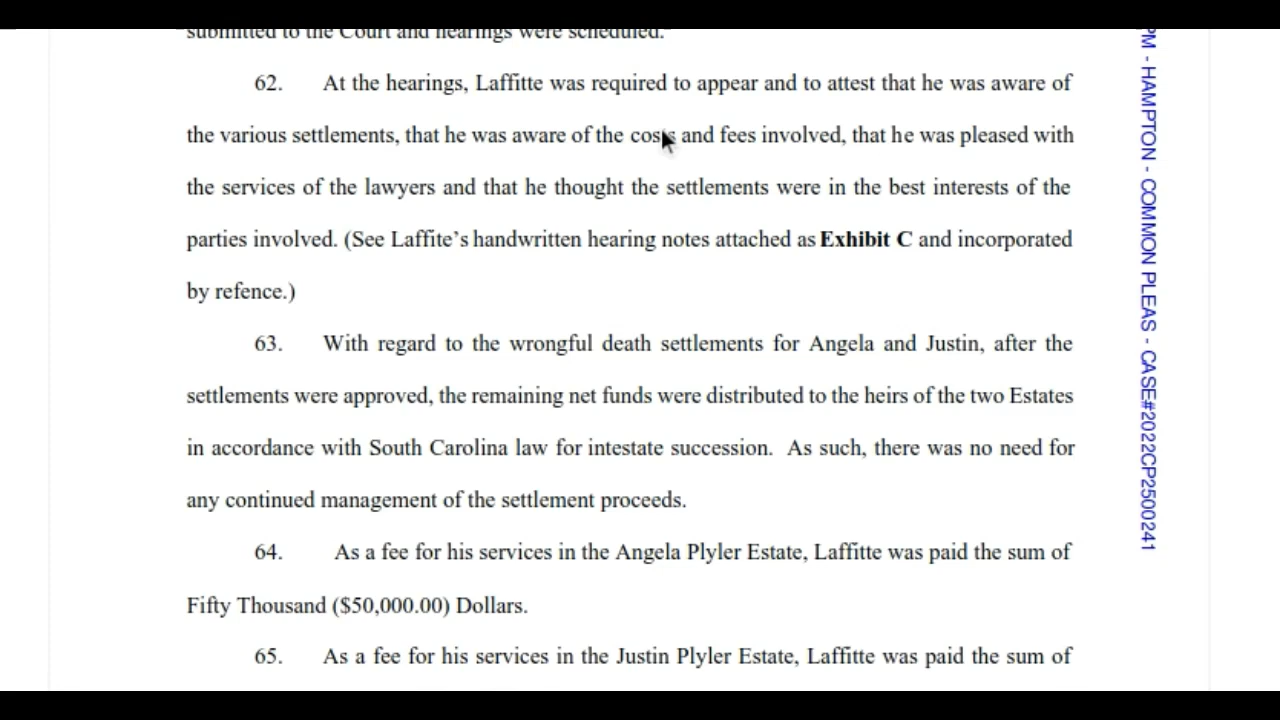 submitted to the Court and hearings were scheduled.
62. At the hearings, Laffitte was required to appear and to attest that he was aware of
the various settlements, that he was aware of the costs and fees involved, that he was pleased with
the services of the lawyers and that he thought the settlements were in the best interests of the
parties involved. (See Laffite’s handwritten hearing notes attached as Exhibit C and incorporated
by refence.)
63. With regard to the wrongful death settlements for Angela and Justin, after the
settlements were approved, the remaining net funds were distributed to the heirs of the two Estates
in accordance with South Carolina law for intestate succession. As such, there was no need for
any continued management of the settlement proceeds.
64. As a fee for his services in the Angela Plyler Estate, Laffitte was paid the sum of
Fifty Thousand ($50,000.00) Dollars.
65. As a fee for his services in the Justin Plyler Estate, Laffitte was paid the sum of
PM - HAMPTON - COMMON PLEAS - CASE#2022CP2500241